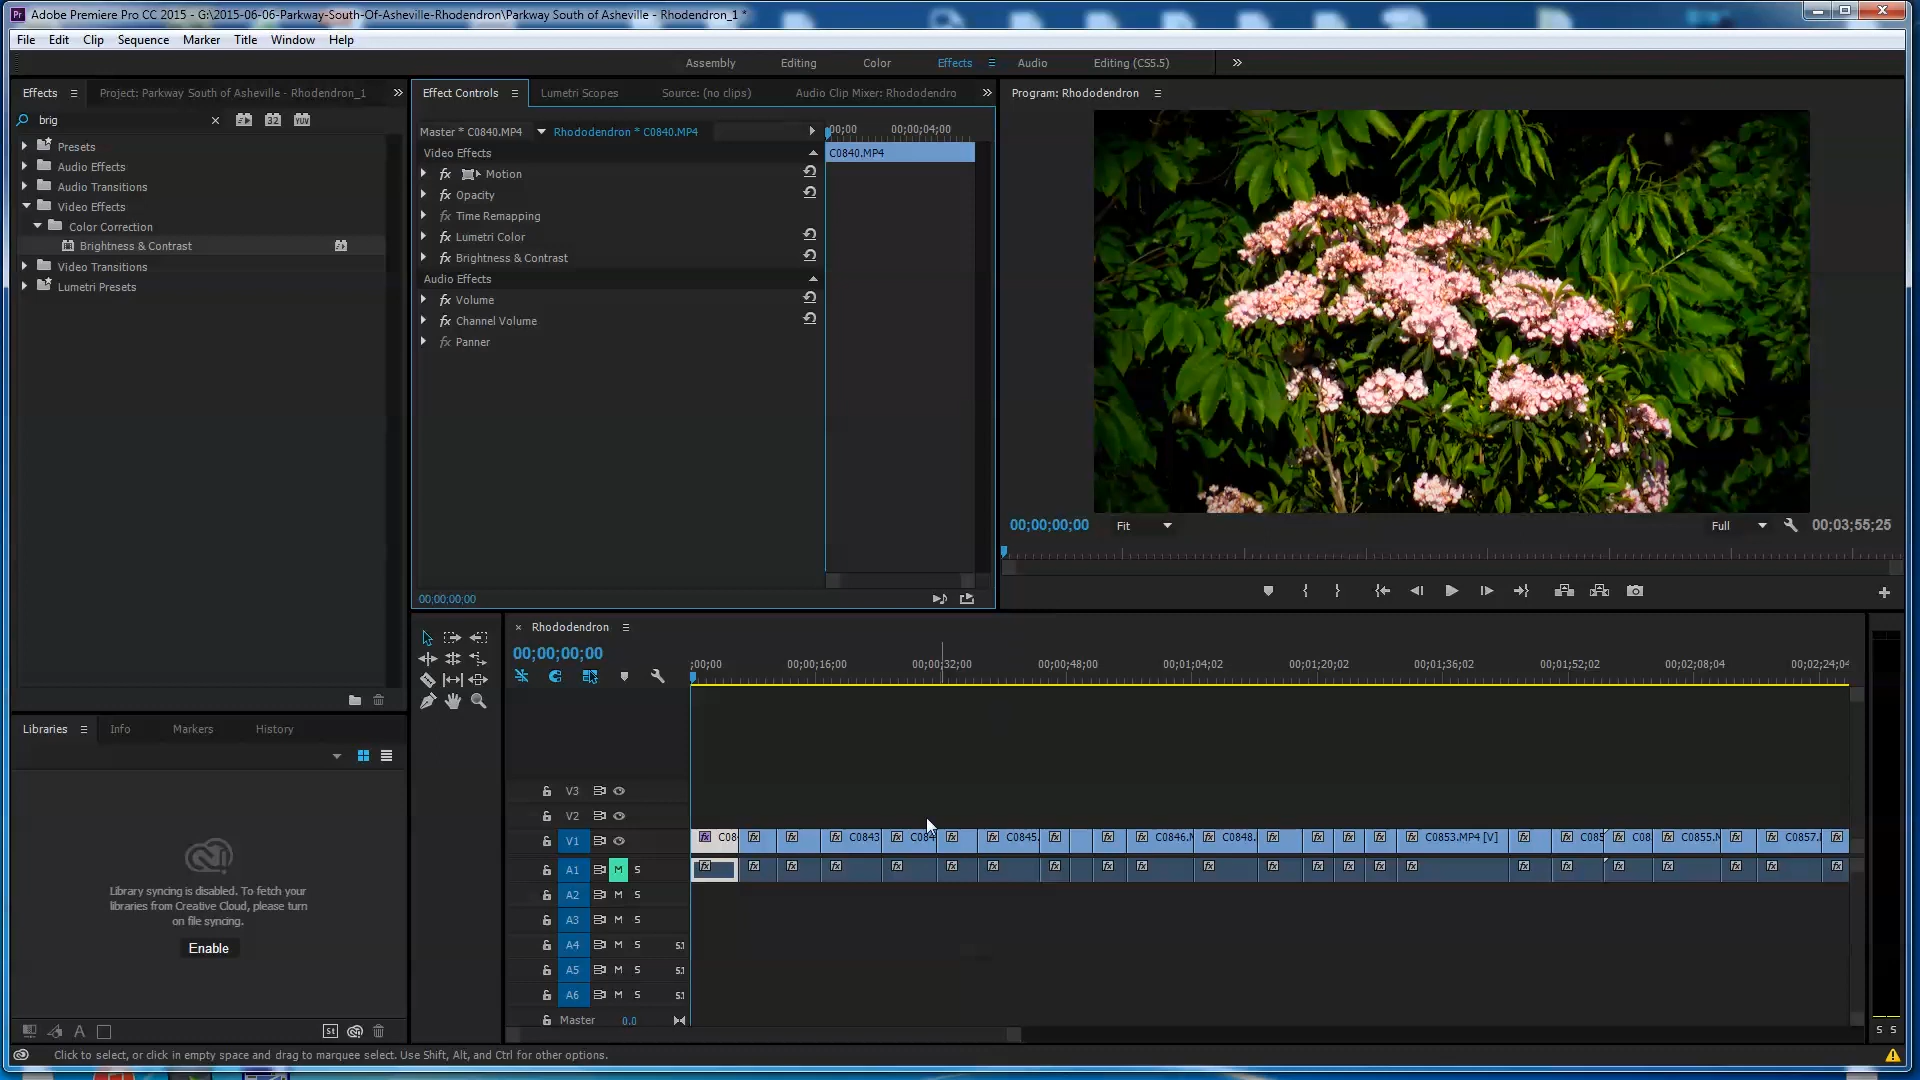 Adobe Premiere Pro CC 2015 - G:\2015-06-06-Parkway-South-Of-Asheville-Rhodendron\Parkway South of Asheville - Rhodendron_1 *
File Edit Clip Sequence Marker Title Window Help
Assembly Editing Color Effects Audio Editing (CS5.5)
Effects Project: Parkway South of Asheville - Rhodendron_1
brig
32 YUV
Presets
Audio Effects
Audio Transitions
Video Effects
Color Correction
Brightness & Contrast
Video Transitions
Lumetri Presets
Effect Controls Lumetri Scopes Source: (no clips) Audio Clip Mixer: Rhododendro
Master * C0840.MP4 Rhododendron * C0840.MP4
00;00 00;00;04;00
Video Effects C0840.MP4
fx Motion
fx Opacity
fx Time Remapping
fx Lumetri Color
fx Brightness & Contrast
Audio Effects
fx Volume
fx Channel Volume
fx Panner
00;00;00;00
Program: Rhododendron
00;00;00;00 Fit Full 00;03;55;25
Libraries Info Markers History
Library syncing is disabled. To fetch your
libraries from Creative Cloud, please turn
on file syncing.
Enable
Rhododendron
00;00;00;00
;00;00 00;00;16;00 00;00;32;00 00;00;48;00 00;01;04;02 00;01;20;02 00;01;36;02 00;01;52;02 00;02;08;04 00;02;24;04
V3
V2
V1 C084 C0843 C084 C0845. C0846.M C0848. C0853.MP4 [V] C085 C08 C0855.M C0857.
A1 M S
A2 M S
A3 M S
A4 M S 5.1
A5 M S 5.1
A6 M S 5.1
Master 0.0
S S
St
Click to select, or click in empty space and drag to marquee select. Use Shift, Alt, and Ctrl for other options.